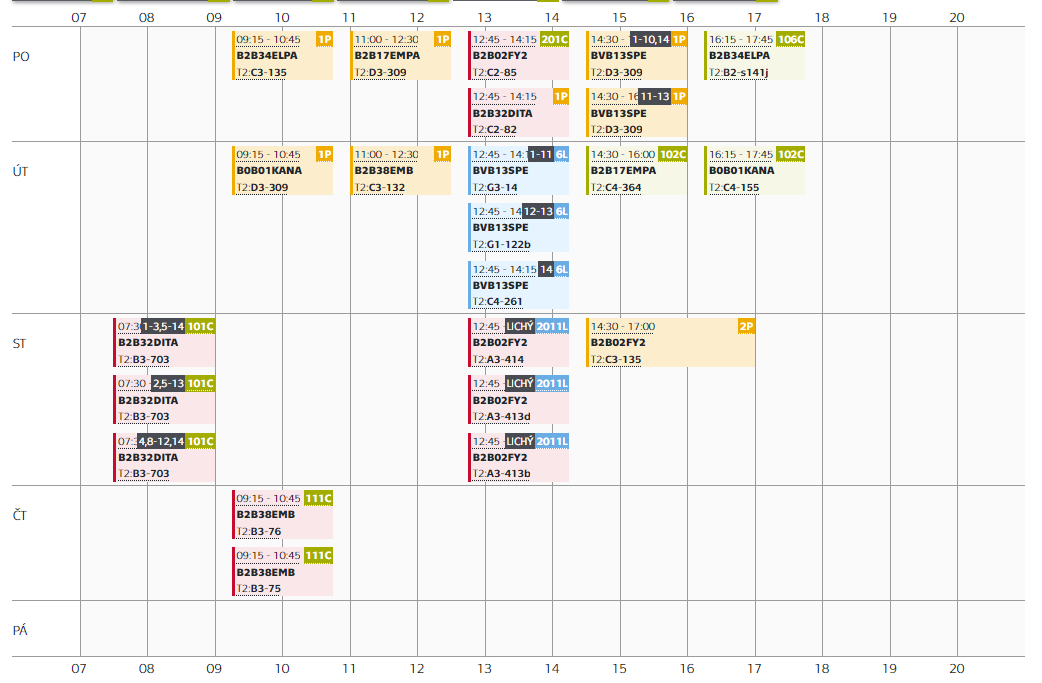 07 08 09 10 11 12 13 14 15 16 17 18 19 20
PO
09:15 - 10:45 1P
B2B34ELPA
T2:C3-135
11:00 - 12:30 1P
B2B17EMPA
T2:D3-309
12:45 - 14:15 201C
B2B02FY2
T2:C2-85
14:30 - 1-10,14 1P
BVB13SPE
T2:D3-309
16:15 - 17:45 106C
B2B34ELPA
T2:B2-s141j
12:45 - 14:15 1P
B2B32DITA
T2:C2-82
14:30 - 16 11-13 1P
BVB13SPE
T2:D3-309
ÚT
09:15 - 10:45 1P
B0B01KANA
T2:D3-309
11:00 - 12:30 1P
B2B38EMB
T2:C3-132
12:45 - 14:1 1-11 6L
BVB13SPE
T2:G3-14
14:30 - 16:00 102C
B2B17EMPA
T2:C4-364
16:15 - 17:45 102C
B0B01KANA
T2:C4-155
12:45 - 14 12-13 6L
BVB13SPE
T2:G1-122b
12:45 - 14:15 14 6L
BVB13SPE
T2:C4-261
ST
07:3 1-3,5-14 101C
B2B32DITA
T2:B3-703
12:45 LICHÝ 2011L
B2B02FY2
T2:A3-414
14:30 - 17:00 2P
B2B02FY2
T2:C3-135
07:30 - 2,5-13 101C
B2B32DITA
T2:B3-703
12:45 LICHÝ 2011L
B2B02FY2
T2:A3-413d
07:3 4,8-12,14 101C
B2B32DITA
T2:B3-703
12:45 LICHÝ 2011L
B2B02FY2
T2:A3-413b
ČT
09:15 - 10:45 111C
B2B38EMB
T2:B3-76
09:15 - 10:45 111C
B2B38EMB
T2:B3-75
PÁ
07 08 09 10 11 12 13 14 15 16 17 18 19 20